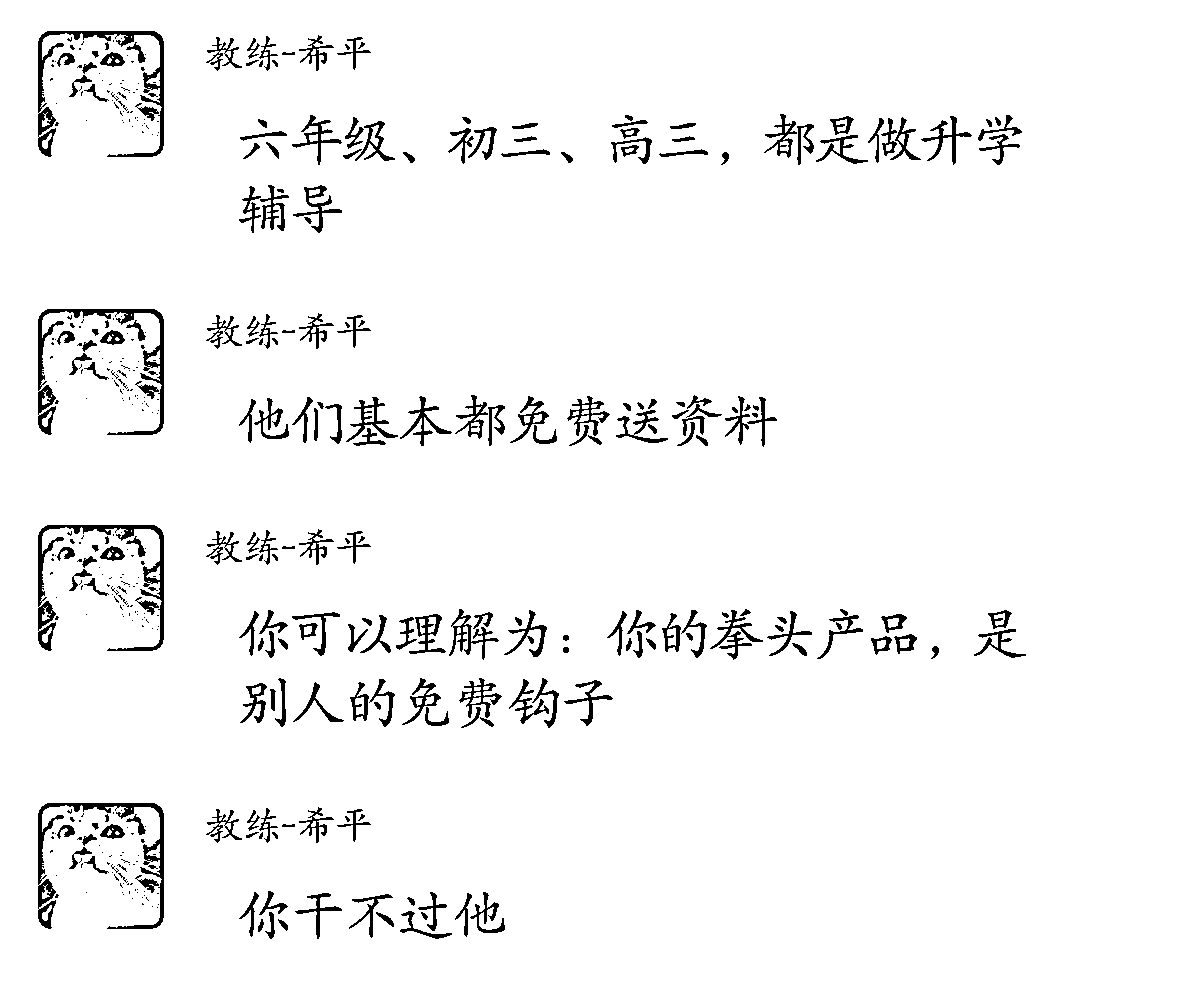 教练-希平
六年级、初三、高三，都是做升学
辅导
教练-希平
他们基本都免费送资料
教练-希平
你可以理解为：你的拳头产品，是
别人的免费钩子
教练-希平
你干不过他